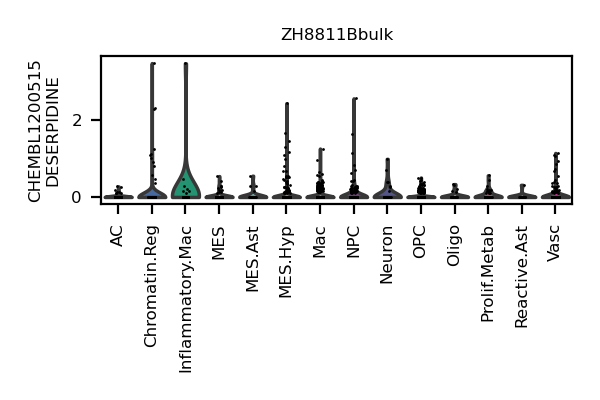 ZH8811Bbulk
CHEMBL1200515
DESERPIDINE
2
0
AC
Chromatin.Reg
Inflammatory.Mac
MES
MES.Ast
MES.Hyp
Mac
NPC
Neuron
OPC
Oligo
Prolif.Metab
Reactive.Ast
Vasc